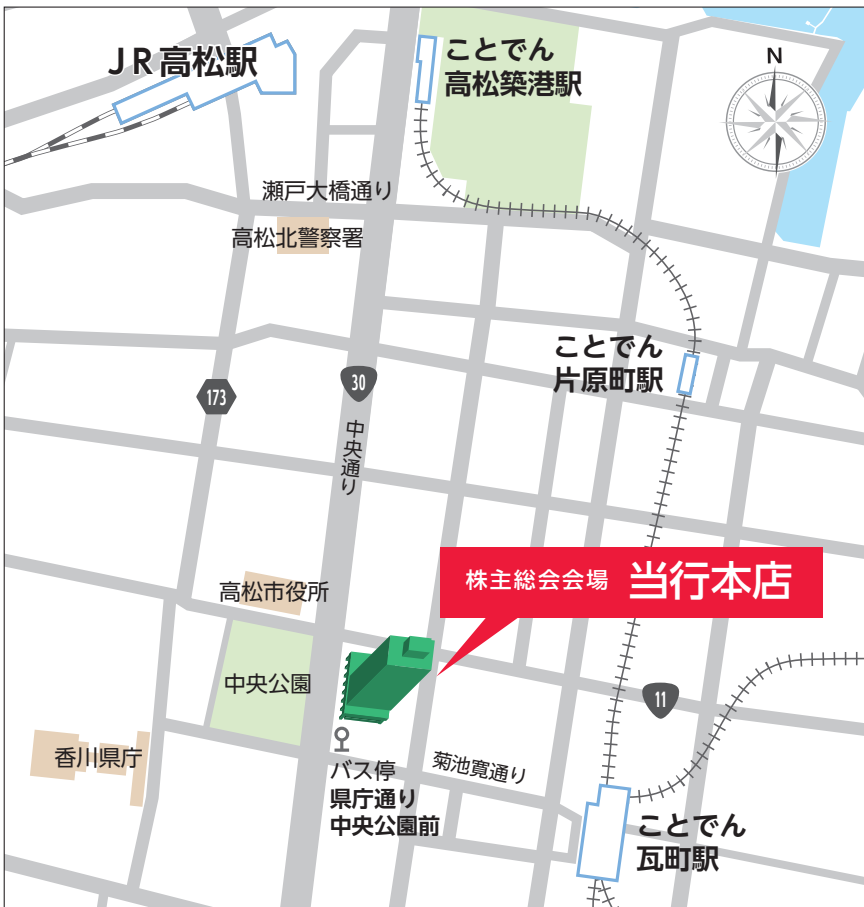 JR高松駅
ことでん
高松築港駅
N
瀬戸大橋通り
高松北警察署
ことでん
片原町駅
30
173
中央通り
株主総会会場 当行本店
高松市役所
中央公園
11
香川県庁
バス停
県庁通り
中央公園前
菊池寛通り
ことでん
瓦町駅